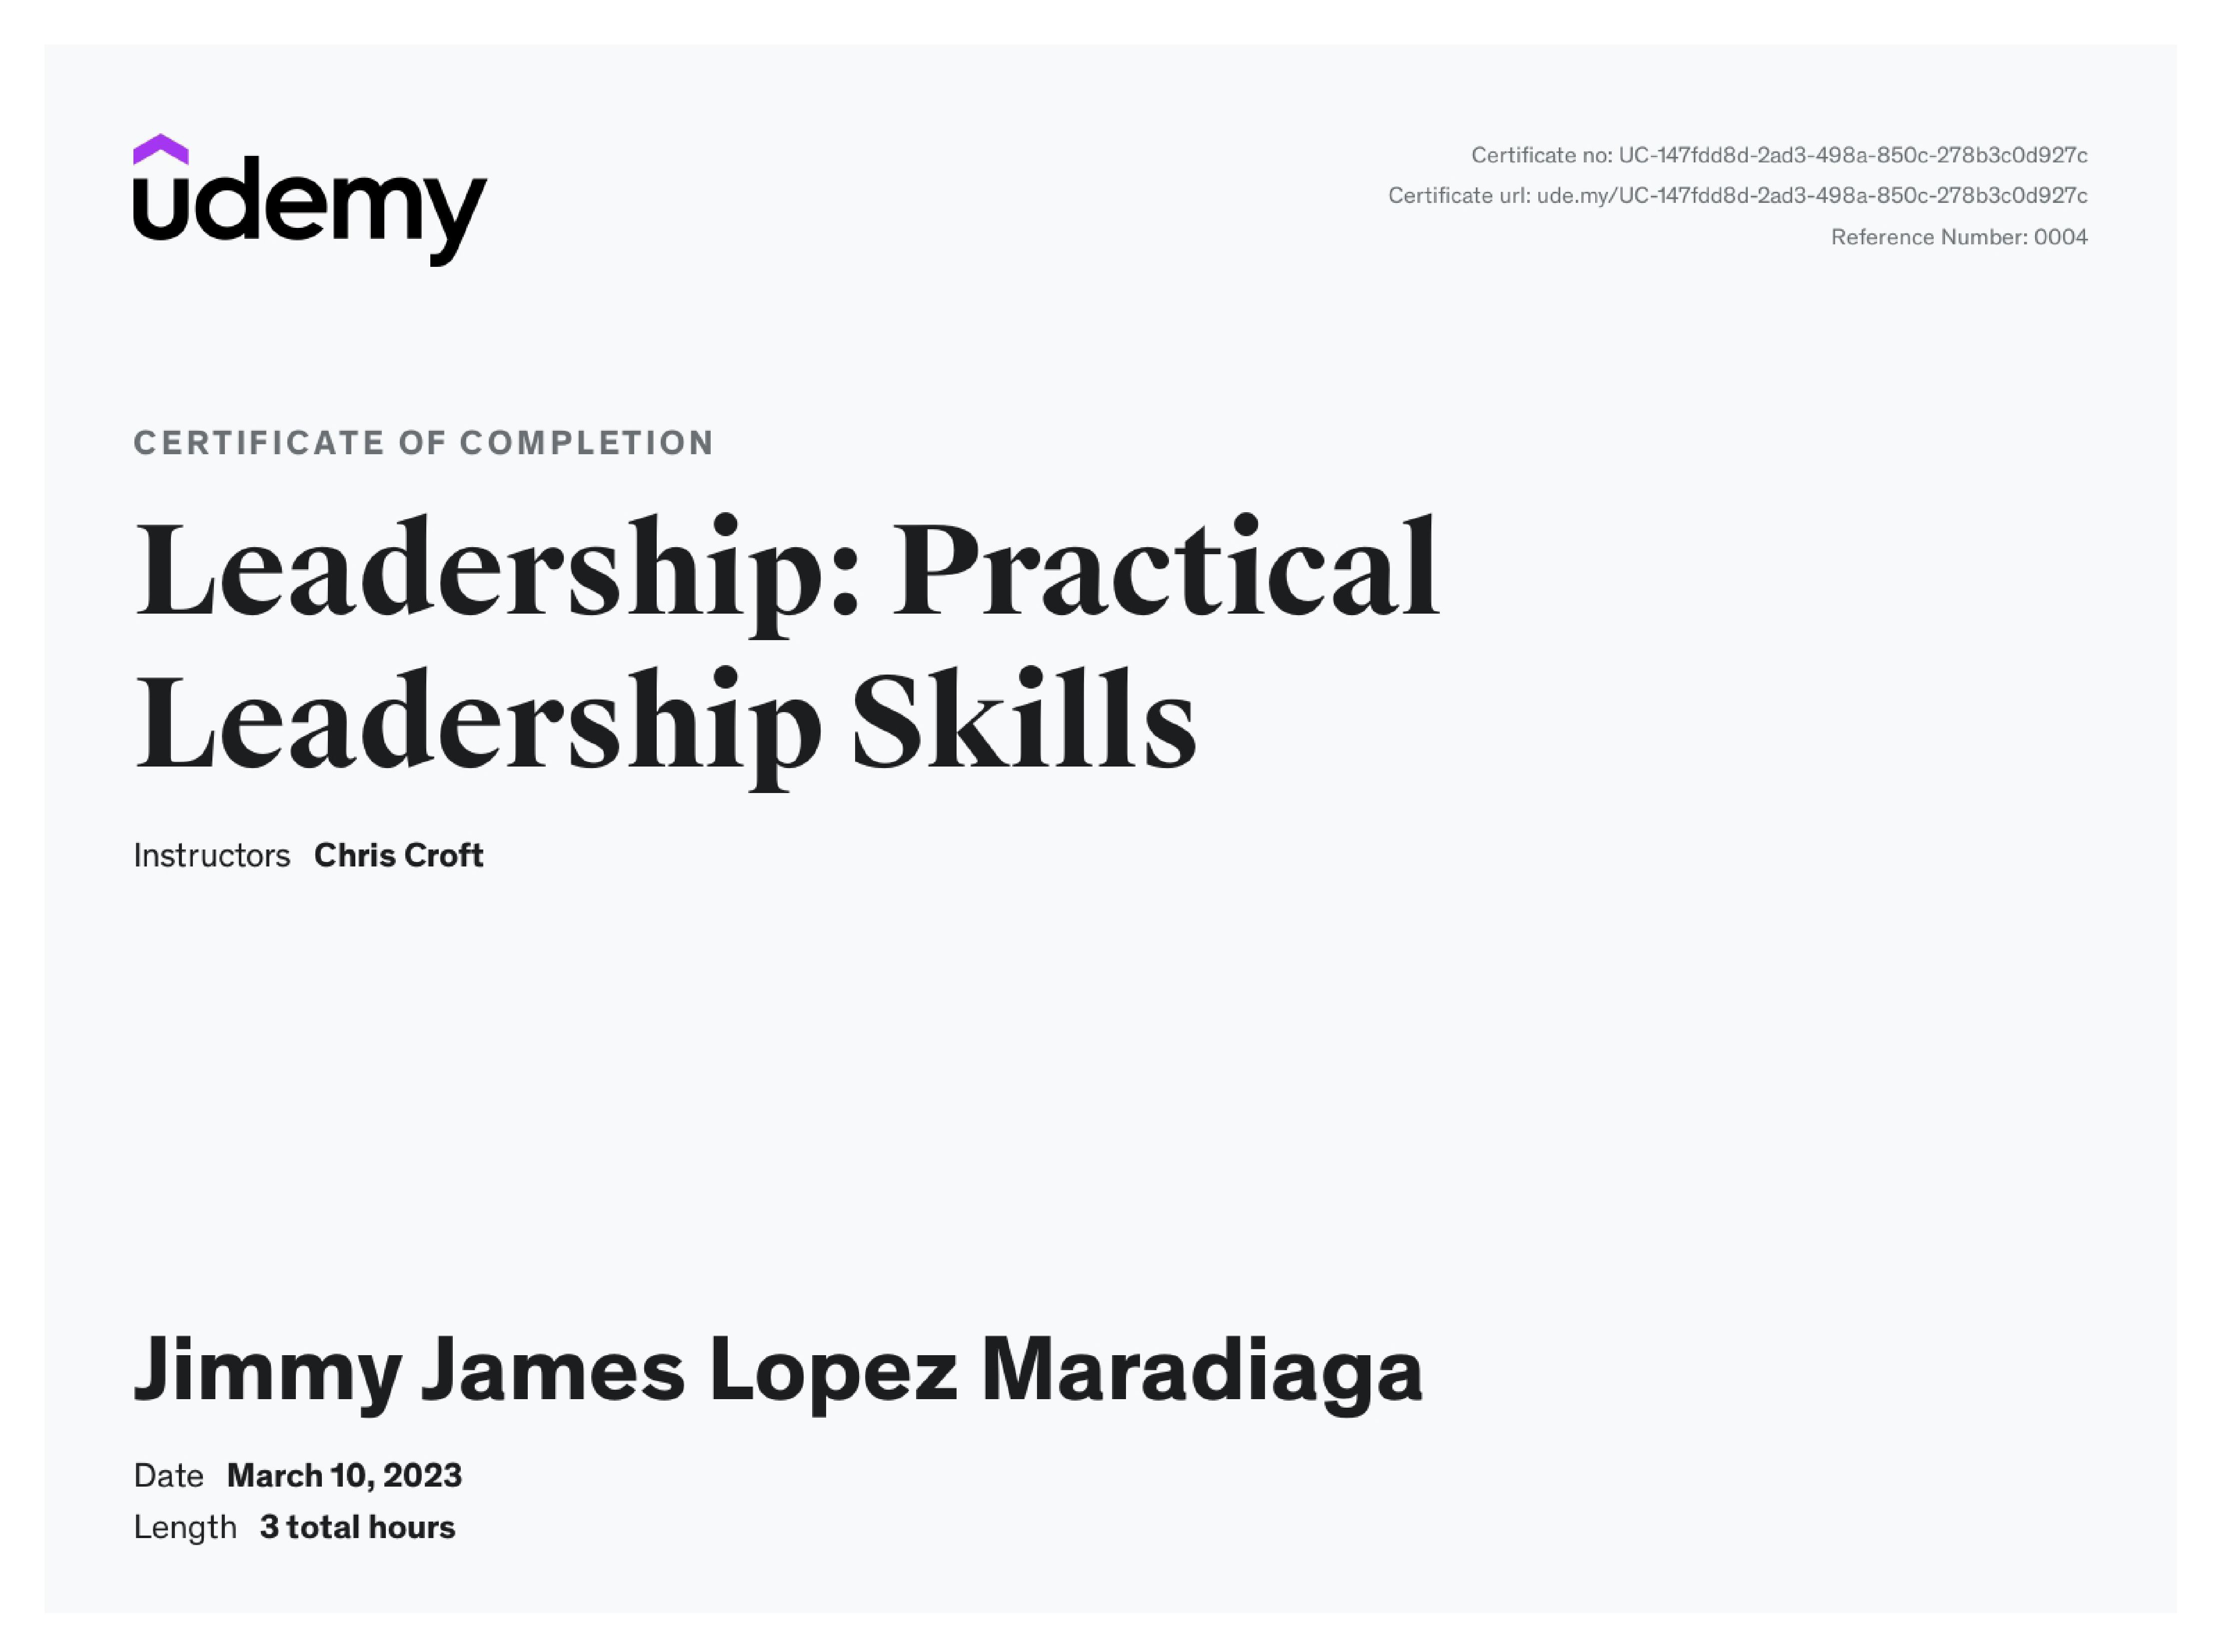 udemy
Certificate no: UC-147fdd8d-2ad3-498a-850c-278b3c0d927c
Certificate url: ude.my/UC-147fdd8d-2ad3-498a-850c-278b3c0d927c
Reference Number: 0004
CERTIFICATE OF COMPLETION
Leadership: Practical
Leadership Skills
Instructors Chris Croft
Jimmy James Lopez Maradiaga
Date March 10, 2023
Length 3 total hours